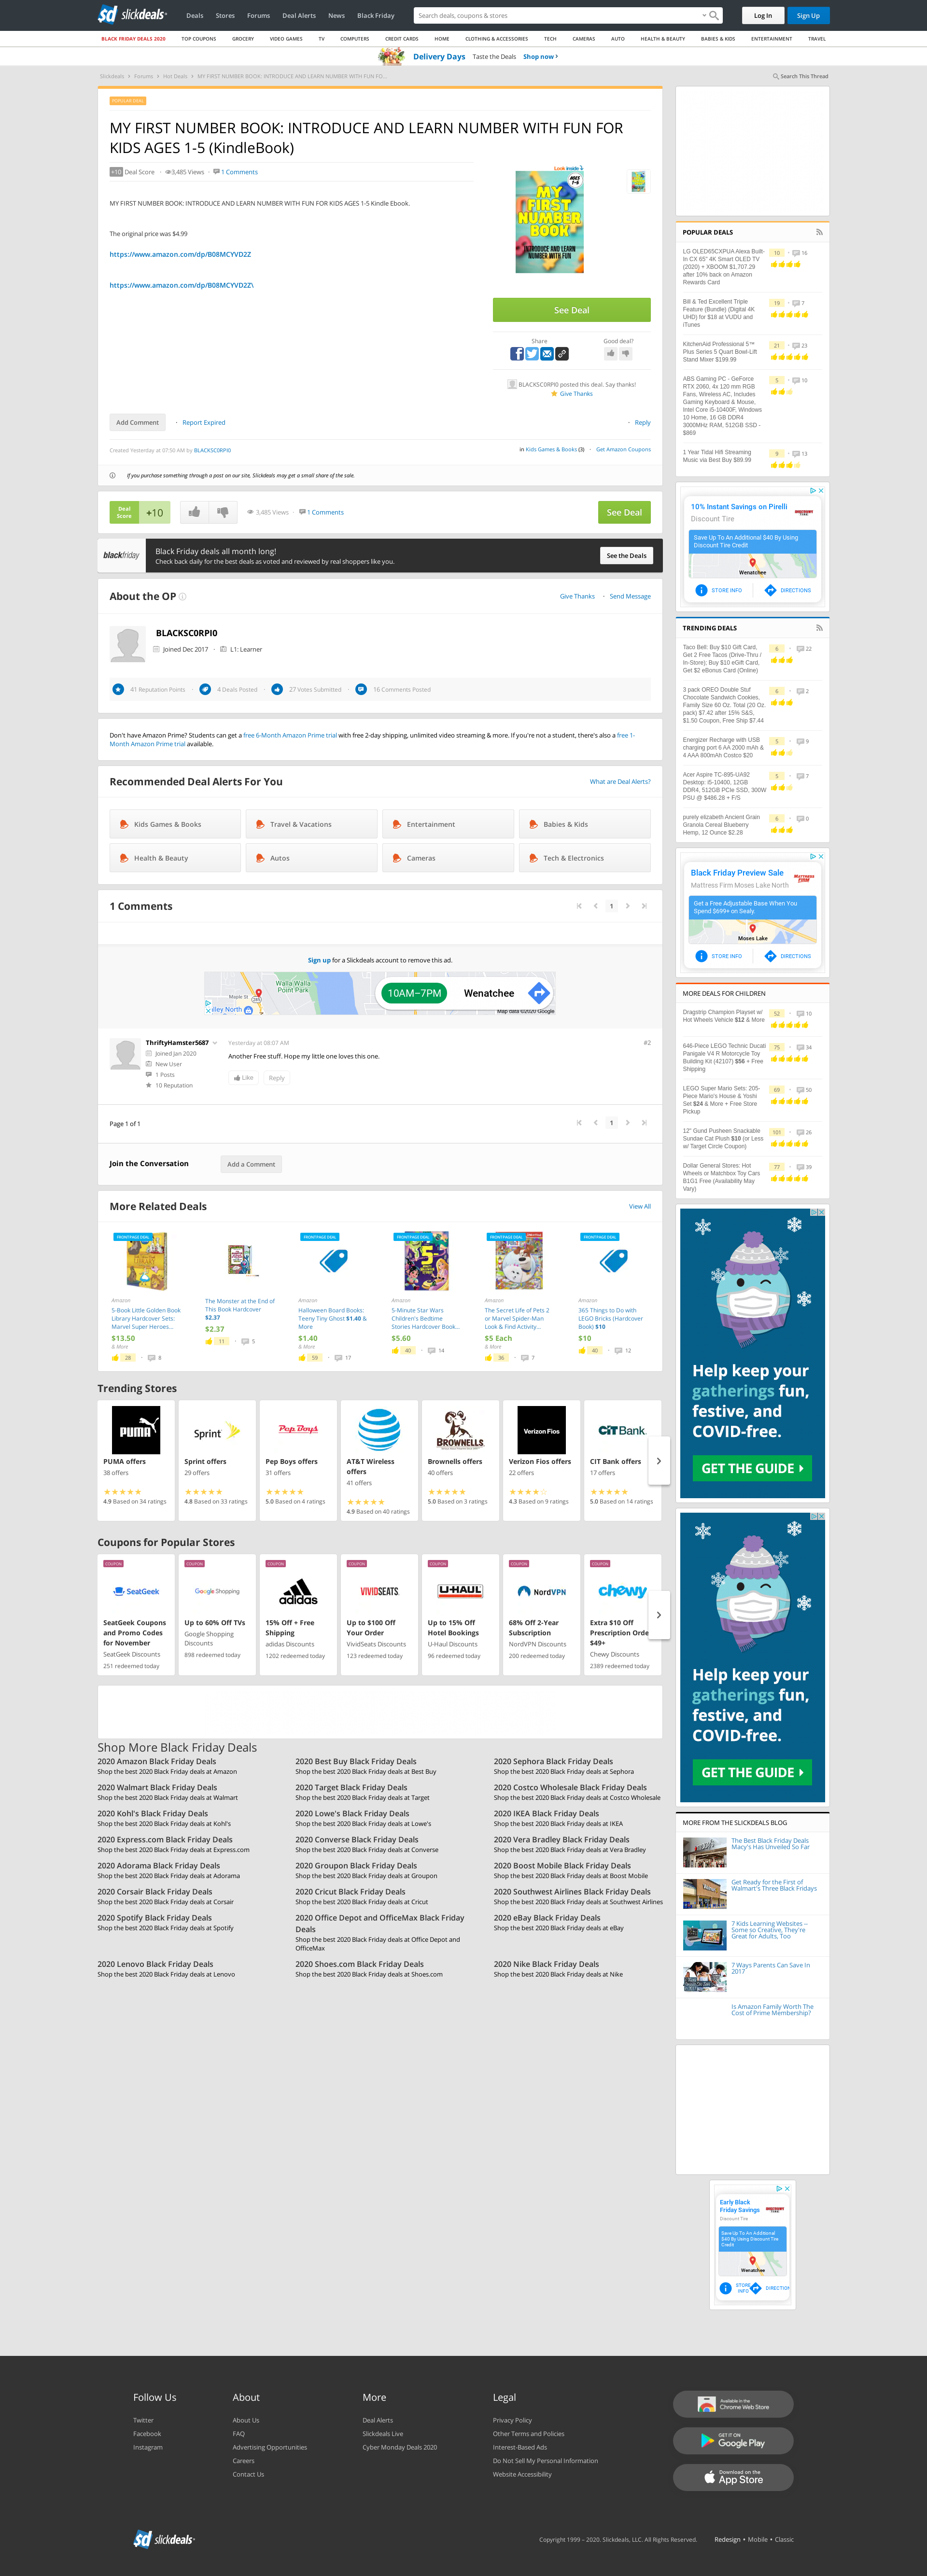 slickdeals
Deals
Stores
Forums
Deal Alerts
News
Black Friday
Search deals, coupons & stores
Log In
Sign Up
BLACK FRIDAY DEALS 2020
TOP COUPONS
GROCERY
VIDEO GAMES
TV
COMPUTERS
CREDIT CARDS
HOME
CLOTHING & ACCESSORIES
TECH
CAMERAS
AUTO
HEALTH & BEAUTY
BABIES & KIDS
ENTERTAINMENT
TRAVEL
Delivery Days Taste the Deals Shop now ›
Slickdeals › Forums › Hot Deals › MY FIRST NUMBER BOOK: INTRODUCE AND LEARN NUMBER WITH FUN FO...
Search This Thread
POPULAR DEAL
MY FIRST NUMBER BOOK: INTRODUCE AND LEARN NUMBER WITH FUN FOR
KIDS AGES 1-5 (KindleBook)
+10 Deal Score • 3,485 Views • 1 Comments
MY FIRST NUMBER BOOK: INTRODUCE AND LEARN NUMBER WITH FUN FOR KIDS AGES 1-5 Kindle Ebook.
The original price was $4.99
https://www.amazon.com/dp/B08MCYVD2Z
https://www.amazon.com/dp/B08MCYVD2Z\
Look inside
AGES 1-5
MY FIRST NUMBER BOOK
INTRODUCE AND LEARN NUMBER WITH FUN
See Deal
Share
Good deal?
BLACKSC0RPI0 posted this deal. Say thanks!
Give Thanks
Add Comment • Report Expired
• Reply
Created Yesterday at 07:50 AM by BLACKSC0RPI0
in Kids Games & Books (3) • Get Amazon Coupons
If you purchase something through a post on our site, Slickdeals may get a small share of the sale.
Deal Score +10
3,485 Views • 1 Comments
See Deal
blackfriday
Black Friday deals all month long!
Check back daily for the best deals as voted and reviewed by real shoppers like you.
See the Deals
About the OP
Give Thanks • Send Message
BLACKSC0RPI0
Joined Dec 2017 • L1: Learner
41 Reputation Points • 4 Deals Posted • 27 Votes Submitted • 16 Comments Posted
Don't have Amazon Prime? Students can get a free 6-Month Amazon Prime trial with free 2-day shipping, unlimited video streaming & more. If you're not a student, there's also a free 1-
Month Amazon Prime trial available.
Recommended Deal Alerts For You
What are Deal Alerts?
Kids Games & Books
Travel & Vacations
Entertainment
Babies & Kids
Health & Beauty
Autos
Cameras
Tech & Electronics
1 Comments
1
Sign up for a Slickdeals account to remove this ad.
Walla Walla Point Park
Maple St
285
lley North
10AM–7PM
Wenatchee
Map data ©2020 Google
ThriftyHamster5687
Joined Jan 2020
New User
1 Posts
10 Reputation
Yesterday at 08:07 AM
#2
Another Free stuff. Hope my little one loves this one.
Like
Reply
Page 1 of 1
1
Join the Conversation
Add a Comment
More Related Deals
View All
FRONTPAGE DEAL
Amazon
5-Book Little Golden Book
Library Hardcover Sets:
Marvel Super Heroes...
$13.50
& More
28 • 8
The Monster at the End of
This Book Hardcover
$2.37
$2.37
11 • 5
FRONTPAGE DEAL
Amazon
Halloween Board Books:
Teeny Tiny Ghost $1.40 &
More
$1.40
& More
59 • 17
FRONTPAGE DEAL
Amazon
5-Minute Star Wars
Children's Bedtime
Stories Hardcover Book...
$5.60
40 • 14
FRONTPAGE DEAL
Amazon
The Secret Life of Pets 2
or Marvel Spider-Man
Look & Find Activity...
$5 Each
& More
36 • 7
FRONTPAGE DEAL
Amazon
365 Things to Do with
LEGO Bricks (Hardcover
Book) $10
$10
40 • 12
Trending Stores
PUMA
PUMA offers
38 offers
4.9 Based on 34 ratings
Sprint
Sprint offers
29 offers
4.8 Based on 33 ratings
Pep Boys
Pep Boys offers
31 offers
5.0 Based on 4 ratings
AT&T Wireless
offers
41 offers
4.9 Based on 40 ratings
BROWNELLS
Brownells offers
40 offers
5.0 Based on 3 ratings
Verizon Fios
Verizon Fios offers
22 offers
4.3 Based on 9 ratings
CIT Bank
CIT Bank offers
17 offers
5.0 Based on 14 ratings
Coupons for Popular Stores
COUPON
SeatGeek
SeatGeek Coupons
and Promo Codes
for November
SeatGeek Discounts
251 redeemed today
COUPON
Google Shopping
Up to 60% Off TVs
Google Shopping
Discounts
898 redeemed today
COUPON
adidas
15% Off + Free
Shipping
adidas Discounts
1202 redeemed today
COUPON
VIVIDSEATS
Up to $100 Off
Your Order
VividSeats Discounts
123 redeemed today
COUPON
U-HAUL
Up to 15% Off
Hotel Bookings
U-Haul Discounts
96 redeemed today
COUPON
NordVPN
68% Off 2-Year
Subscription
NordVPN Discounts
200 redeemed today
COUPON
chewy
Extra $10 Off
Prescription Orde
$49+
Chewy Discounts
2389 redeemed today
Shop More Black Friday Deals
2020 Amazon Black Friday Deals
Shop the best 2020 Black Friday deals at Amazon
2020 Best Buy Black Friday Deals
Shop the best 2020 Black Friday deals at Best Buy
2020 Sephora Black Friday Deals
Shop the best 2020 Black Friday deals at Sephora
2020 Walmart Black Friday Deals
Shop the best 2020 Black Friday deals at Walmart
2020 Target Black Friday Deals
Shop the best 2020 Black Friday deals at Target
2020 Costco Wholesale Black Friday Deals
Shop the best 2020 Black Friday deals at Costco Wholesale
2020 Kohl's Black Friday Deals
Shop the best 2020 Black Friday deals at Kohl's
2020 Lowe's Black Friday Deals
Shop the best 2020 Black Friday deals at Lowe's
2020 IKEA Black Friday Deals
Shop the best 2020 Black Friday deals at IKEA
2020 Express.com Black Friday Deals
Shop the best 2020 Black Friday deals at Express.com
2020 Converse Black Friday Deals
Shop the best 2020 Black Friday deals at Converse
2020 Vera Bradley Black Friday Deals
Shop the best 2020 Black Friday deals at Vera Bradley
2020 Adorama Black Friday Deals
Shop the best 2020 Black Friday deals at Adorama
2020 Groupon Black Friday Deals
Shop the best 2020 Black Friday deals at Groupon
2020 Boost Mobile Black Friday Deals
Shop the best 2020 Black Friday deals at Boost Mobile
2020 Corsair Black Friday Deals
Shop the best 2020 Black Friday deals at Corsair
2020 Cricut Black Friday Deals
Shop the best 2020 Black Friday deals at Cricut
2020 Southwest Airlines Black Friday Deals
Shop the best 2020 Black Friday deals at Southwest Airlines
2020 Spotify Black Friday Deals
Shop the best 2020 Black Friday deals at Spotify
2020 Office Depot and OfficeMax Black Friday
Deals
Shop the best 2020 Black Friday deals at Office Depot and
OfficeMax
2020 eBay Black Friday Deals
Shop the best 2020 Black Friday deals at eBay
2020 Lenovo Black Friday Deals
Shop the best 2020 Black Friday deals at Lenovo
2020 Shoes.com Black Friday Deals
Shop the best 2020 Black Friday deals at Shoes.com
2020 Nike Black Friday Deals
Shop the best 2020 Black Friday deals at Nike
POPULAR DEALS
LG OLED65CXPUA Alexa Built-
In CX 65" 4K Smart OLED TV
(2020) + XBOOM $1,707.29
after 10% back on Amazon
Rewards Card
10 • 16
Bill & Ted Excellent Triple
Feature (Bundle) (Digital 4K
UHD) for $18 at VUDU and
iTunes
19 • 7
KitchenAid Professional 5™
Plus Series 5 Quart Bowl-Lift
Stand Mixer $199.99
21 • 23
ABS Gaming PC - GeForce
RTX 2060, 4x 120 mm RGB
Fans, Wireless AC, Includes
Gaming Keyboard & Mouse,
Intel Core i5-10400F, Windows
10 Home, 16 GB DDR4
3000MHz RAM, 512GB SSD -
$869
5 • 10
1 Year Tidal Hifi Streaming
Music via Best Buy $89.99
9 • 13
10% Instant Savings on Pirelli
Discount Tire
Save Up To An Additional $40 By Using
Discount Tire Credit
Wenatchee
STORE INFO
DIRECTIONS
TRENDING DEALS
Taco Bell: Buy $10 Gift Card,
Get 2 Free Tacos (Drive-Thru /
In-Store); Buy $10 eGift Card,
Get $2 eBonus Card (Online)
6 • 22
3 pack OREO Double Stuf
Chocolate Sandwich Cookies,
Family Size 60 Oz. Total (20 Oz.
pack) $7.42 after 15% S&S,
$1.50 Coupon, Free Ship $7.44
6 • 2
Energizer Recharge with USB
charging port 6 AA 2000 mAh &
4 AAA 800mAh Costco $20
5 • 9
Acer Aspire TC-895-UA92
Desktop: i5-10400, 12GB
DDR4, 512GB PCIe SSD, 300W
PSU @ $486.28 + F/S
5 • 7
purely elizabeth Ancient Grain
Granola Cereal Blueberry
Hemp, 12 Ounce $2.28
6 • 0
Black Friday Preview Sale
Mattress Firm Moses Lake North
MATTRESS FIRM
Get a Free Adjustable Base When You
Spend $699+ on Sealy.
Moses Lake
STORE INFO
DIRECTIONS
MORE DEALS FOR CHILDREN
Dragstrip Champion Playset w/
Hot Wheels Vehicle $12 & More
52 • 10
646-Piece LEGO Technic Ducati
Panigale V4 R Motorcycle Toy
Building Kit (42107) $56 + Free
Shipping
75 • 34
LEGO Super Mario Sets: 205-
Piece Mario's House & Yoshi
Set $24 & More + Free Store
Pickup
69 • 50
12" Gund Pusheen Snackable
Sundae Cat Plush $10 (or Less
w/ Target Circle Coupon)
101 • 26
Dollar General Stores: Hot
Wheels or Matchbox Toy Cars
B1G1 Free (Availability May
Vary)
77 • 39
Help keep your
gatherings fun,
festive, and
COVID-free.
GET THE GUIDE
Help keep your
gatherings fun,
festive, and
COVID-free.
GET THE GUIDE
MORE FROM THE SLICKDEALS BLOG
The Best Black Friday Deals
Macy's Has Unveiled So Far
Get Ready for the First of
Walmart's Three Black Fridays
7 Kids Learning Websites --
Some so Creative, They're
Great for Adults, Too
7 Ways Parents Can Save In
2017
Is Amazon Family Worth The
Cost of Prime Membership?
Early Black
Friday Savings
Discount Tire
Save Up To An Additional
$40 By Using Discount Tire
Credit
Wenatchee
STORE INFO
DIRECTION
Follow Us
Twitter
Facebook
Instagram
About
About Us
FAQ
Advertising Opportunities
Careers
Contact Us
More
Deal Alerts
Slickdeals Live
Cyber Monday Deals 2020
Legal
Privacy Policy
Other Terms and Policies
Interest-Based Ads
Do Not Sell My Personal Information
Website Accessibility
Available in the
Chrome Web Store
GET IT ON
Google Play
Download on the
App Store
slickdeals
Copyright 1999 – 2020. Slickdeals, LLC. All Rights Reserved.
Redesign • Mobile • Classic